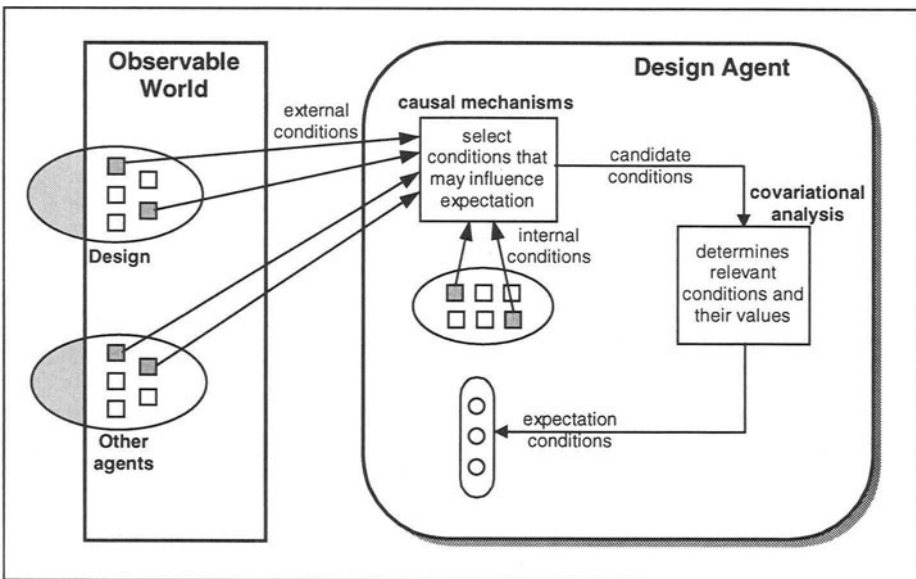 Observable
World
Design Agent
external
conditions
causal mechanisms
select
conditions that
may influence
expectation
candidate
conditions
covariational
analysis
determines
relevant
conditions and
their values
internal
conditions
Design
Other
agents
expectation
conditions